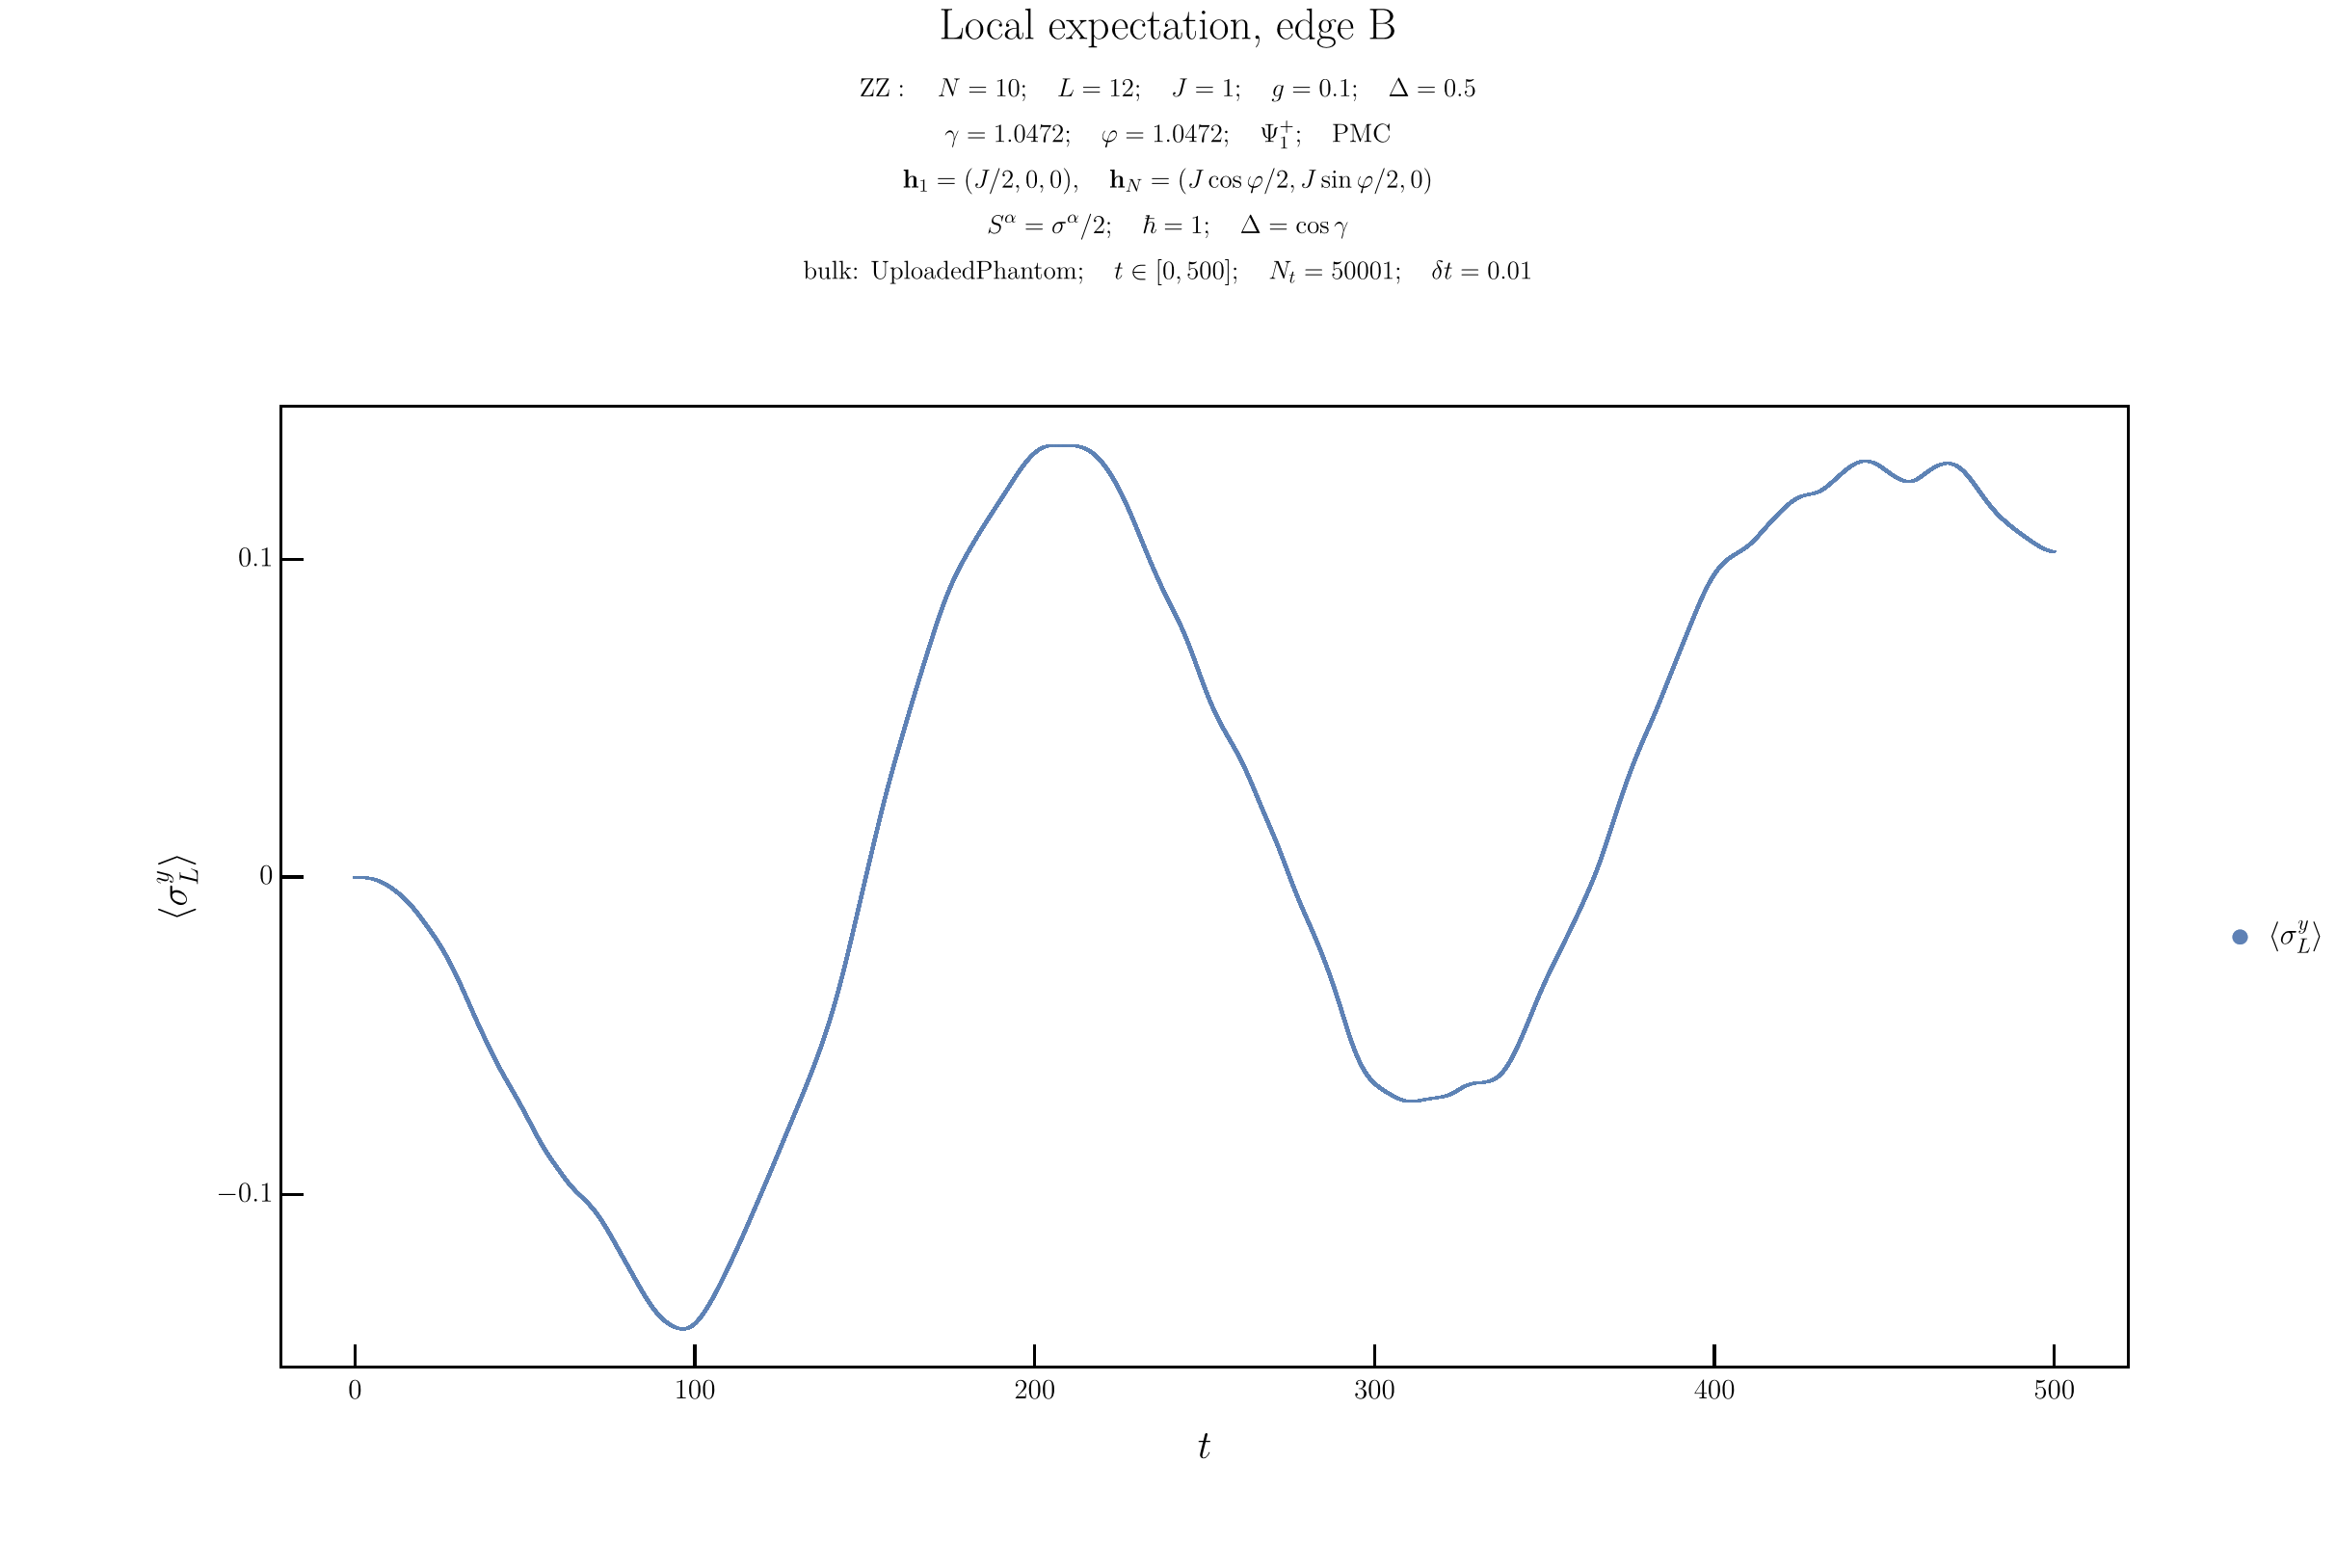 Local expectation, edge B
ZZ :   N = 10;   L = 12;   J = 1;   g = 0.1;   Δ = 0.5
γ = 1.0472;   φ = 1.0472;   Ψ₁⁺;   PMC
𝐡₁ = (J/2, 0, 0),   𝐡_N = (J cos φ/2, J sin φ/2, 0)
S^α = σ^α/2;   ℏ = 1;   Δ = cos γ
bulk: UploadedPhantom;   t ∈ [0, 500];   N_t = 50001;   δt = 0.01
0.1
0
−0.1
⟨σ_L^y⟩
⟨σ_L^y⟩
0 100 200 300 400 500
t